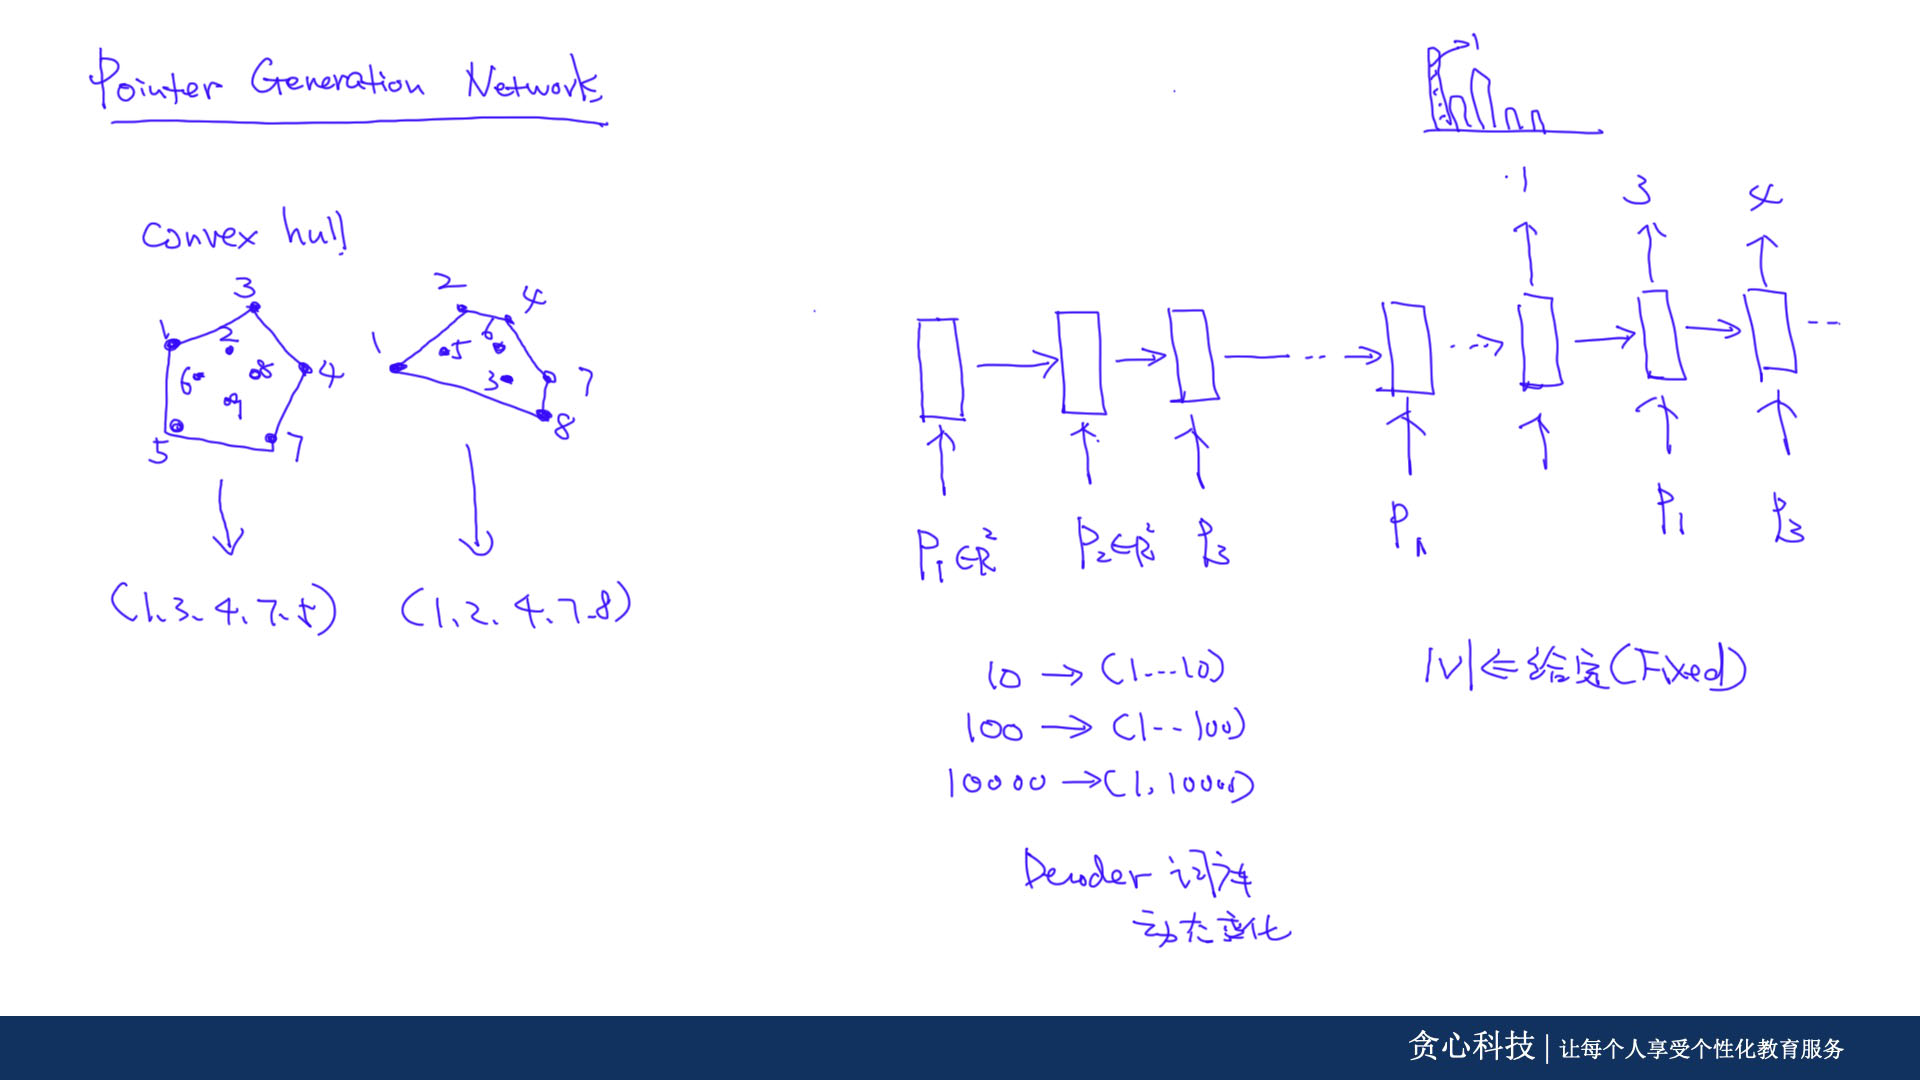 Pointer Generation Network
convex hull
3
1
2
8
4
6
9
5
7
2
4
1
5
6
3
7
8
(1、3、4、7、5)
(1、2、4、7、8)
1
1
3
4
P₁∈R²
P₂∈R²
P₃
Pₙ
P₁
P₃
10 → (1...10)
100 → (1..100)
10000 → (1,10000)
|V| ⇐ 给定(Fixed)
Decoder 词库
动态变化
贪心科技 | 让每个人享受个性化教育服务